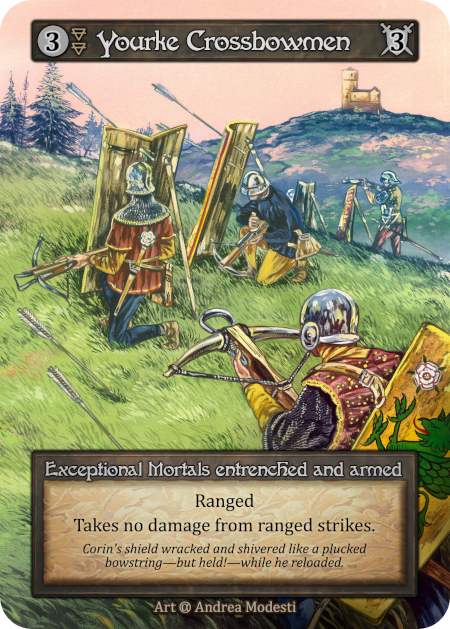 3 Yourke Crossbowmen 3
Exceptional Mortals entrenched and armed
Ranged
Takes no damage from ranged strikes.
Corin's shield wracked and shivered like a plucked
bowstring—but held!—while he reloaded.
Art @ Andrea Modesti